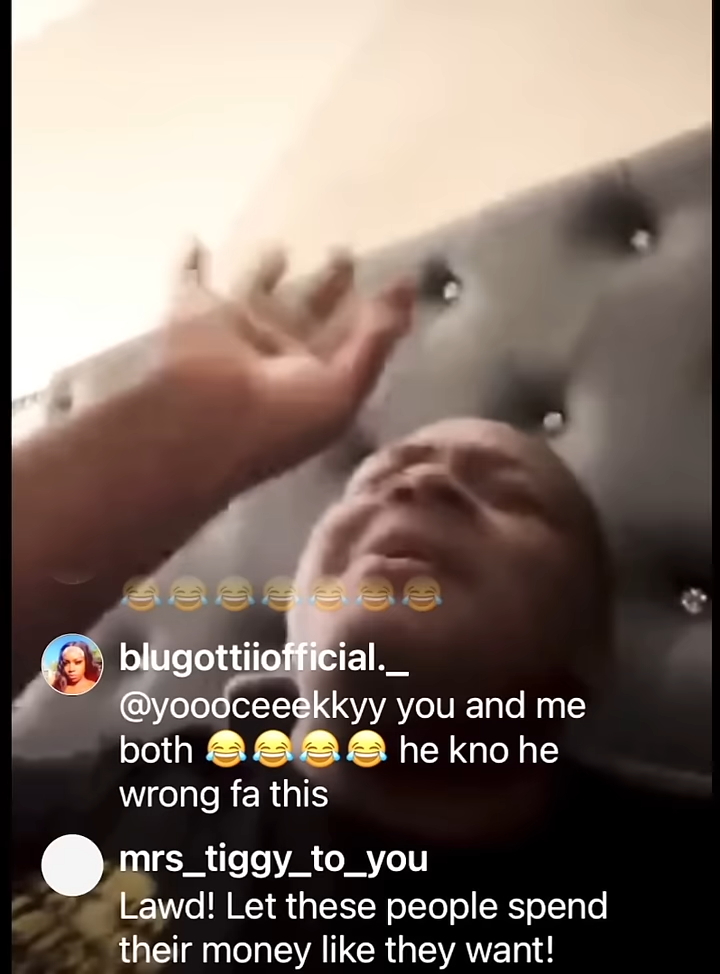 😂😂😂😂😂😂😂
blugottiiofficial._
@yoooceeekkyy you and me
both 😂😂😂😂 he kno he
wrong fa this
mrs_tiggy_to_you
Lawd! Let these people spend
their money like they want!